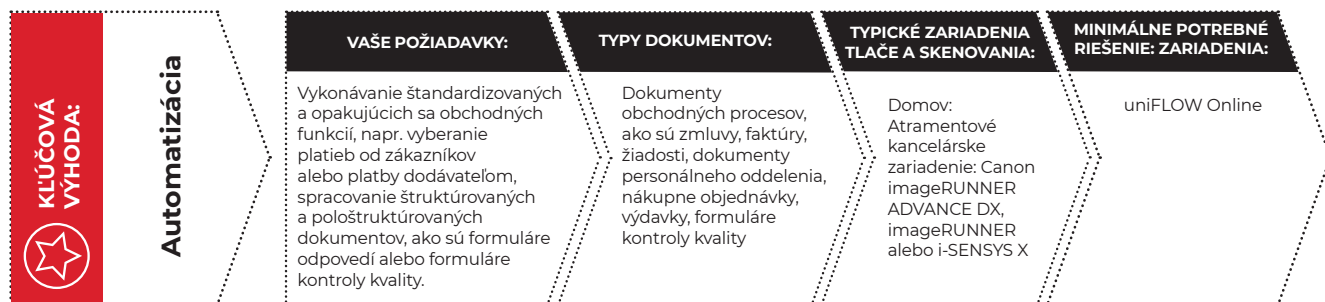 KĽÚČOVÁ
VÝHODA:
Automatizácia
VAŠE POŽIADAVKY:
Vykonávanie štandardizovaných
a opakujúcich sa obchodných
funkcií, napr. vyberanie
platieb od zákazníkov
alebo platby dodávateľom,
spracovanie štruktúrovaných
a pološtruktúrovaných
dokumentov, ako sú formuláre
odpovedí alebo formuláre
kontroly kvality.
TYPY DOKUMENTOV:
Dokumenty
obchodných procesov,
ako sú zmluvy, faktúry,
žiadosti, dokumenty
personálneho oddelenia,
nákupne objednávky,
výdavky, formuláre
kontroly kvality
TYPICKÉ ZARIADENIA
TLAČE A SKENOVANIA:
Domov:
Atramentové
kancelárske
zariadenie: Canon
imageRUNNER
ADVANCE DX,
imageRUNNER
alebo i-SENSYS X
MINIMÁLNE POTREBNÉ
RIEŠENIE: ZARIADENIA:
uniFLOW Online